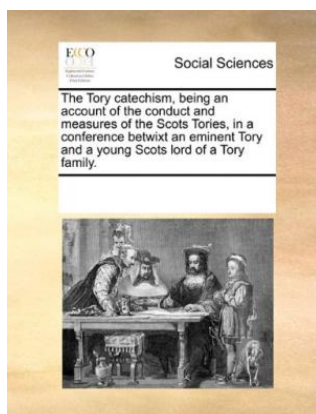 ECCO
Social Sciences
The Tory catechism, being an
account of the conduct and
measures of the Scots Tories, in a
conference betwixt an eminent Tory
and a young Scots lord of a Tory
family.